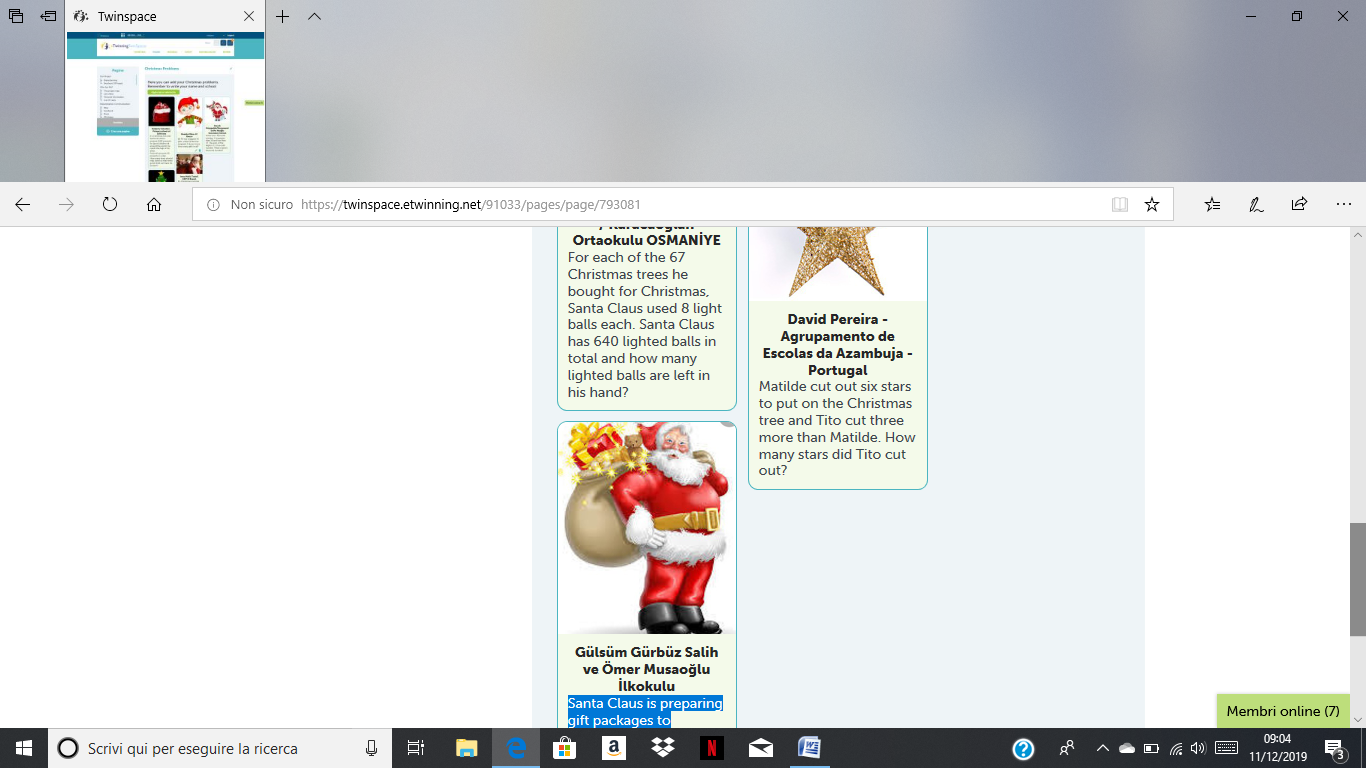 Twinspace
Non sicuro https://twinspace.etwinning.net/91033/pages/page/793081
Christmas Problems
Ortaokulu OSMANİYE
For each of the 67
Christmas trees he
bought for Christmas,
Santa Claus used 8 light
balls each. Santa Claus
has 640 lighted balls in
total and how many
lighted balls are left in
his hand?
David Pereira -
Agrupamento de
Escolas da Azambuja -
Portugal
Matilde cut out six stars
to put on the Christmas
tree and Tito cut three
more than Matilde. How
many stars did Tito cut
out?
Gülsüm Gürbüz Salih
ve Ömer Musaoğlu
İlkokulu
Santa Claus is preparing
gift packages to
Membri online (7)
Scrivi qui per eseguire la ricerca
09:04
11/12/2019
3